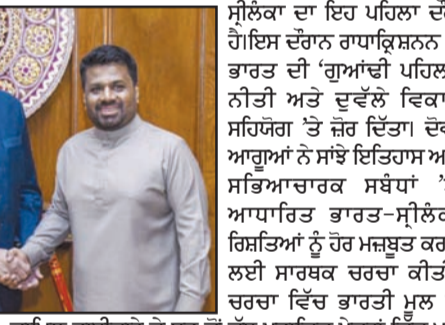 ਸ੍ਰੀਲੰਕਾ ਦਾ ਇਹ ਪਹਿਲਾ
ਹੈ।ਇਸ ਦੌਰਾਨ ਰਾਧਾਕ੍ਰਿਸ਼ਨਨ
ਭਾਰਤ ਦੀ ‘ਗੁਆਂਢੀ ਪਹਿਲ
ਨੀਤੀ ਅਤੇ ਦੁਵੱਲੇ ਵਿਕਾ
ਸਹਿਯੋਗ ’ਤੇ ਜ਼ੋਰ ਦਿੱਤਾ।
ਆਗੂਆਂ ਨੇ ਸਾਂਝੇ ਇਤਿਹਾਸ ਅ
ਸਭਿਆਚਾਰਕ ਸਬੰਧਾਂ
ਆਧਾਰਿਤ ਭਾਰਤ-ਸ੍ਰੀਲੰਕ
ਰਿਸ਼ਤਿਆਂ ਨੂੰ ਹੋਰ ਮਜ਼ਬੂਤ ਕਰ
ਲਈ ਸਾਰਥਕ ਚਰਚਾ ਕੀਤੀ
ਚਰਚਾ ਵਿੱਚ ਭਾਰਤੀ ਮੂਲ